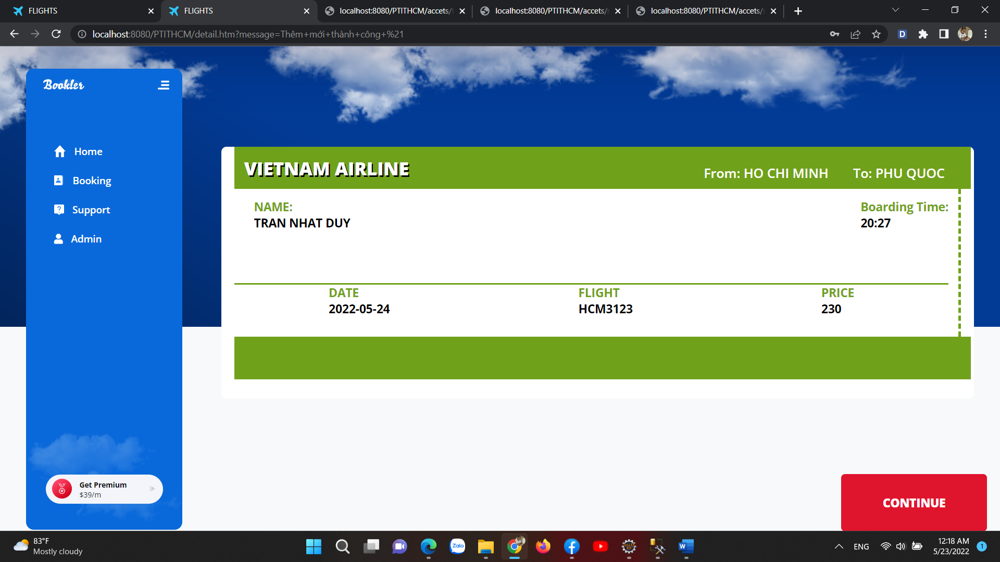 FLIGHTS
FLIGHTS
localhost:8080/PTITHCM/accets/
localhost:8080/PTITHCM/accets/
localhost:8080/PTITHCM/accets/
localhost:8080/PTITHCM/detail.htm?message=Thêm+mới+thành+công+%21
D
Bookler
Home
Booking
Support
Admin
Get Premium
$39/m
VIETNAM AIRLINE
From: HO CHI MINH
To: PHU QUOC
NAME:
TRAN NHAT DUY
Boarding Time:
20:27
DATE
2022-05-24
FLIGHT
HCM3123
PRICE
230
CONTINUE
83°F
Mostly cloudy
Zalo
ENG
12:18 AM
5/23/2022
1